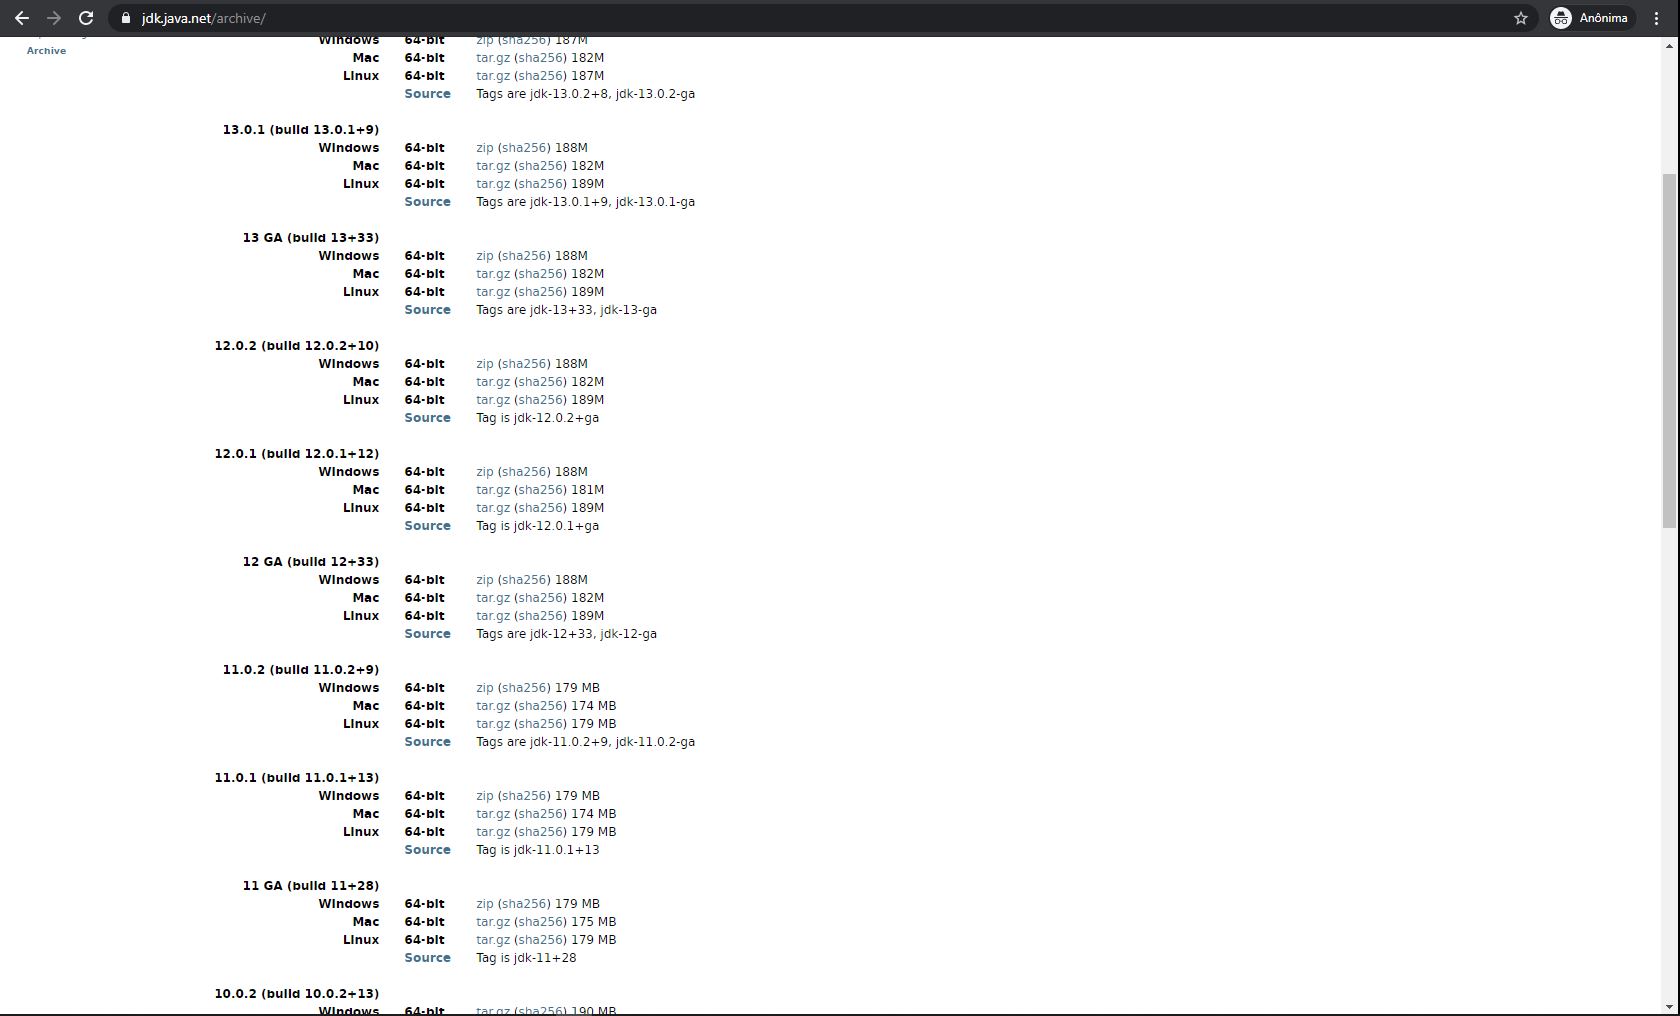 jdk.java.net/archive/
Anônima
Archive
Windows 64-bit zip (sha256) 187M
Mac 64-bit tar.gz (sha256) 182M
Linux 64-bit tar.gz (sha256) 187M
Source Tags are jdk-13.0.2+8, jdk-13.0.2-ga
13.0.1 (build 13.0.1+9)
Windows 64-bit zip (sha256) 188M
Mac 64-bit tar.gz (sha256) 182M
Linux 64-bit tar.gz (sha256) 189M
Source Tags are jdk-13.0.1+9, jdk-13.0.1-ga
13 GA (build 13+33)
Windows 64-bit zip (sha256) 188M
Mac 64-bit tar.gz (sha256) 182M
Linux 64-bit tar.gz (sha256) 189M
Source Tags are jdk-13+33, jdk-13-ga
12.0.2 (build 12.0.2+10)
Windows 64-bit zip (sha256) 188M
Mac 64-bit tar.gz (sha256) 182M
Linux 64-bit tar.gz (sha256) 189M
Source Tag is jdk-12.0.2+ga
12.0.1 (build 12.0.1+12)
Windows 64-bit zip (sha256) 188M
Mac 64-bit tar.gz (sha256) 181M
Linux 64-bit tar.gz (sha256) 189M
Source Tag is jdk-12.0.1+ga
12 GA (build 12+33)
Windows 64-bit zip (sha256) 188M
Mac 64-bit tar.gz (sha256) 182M
Linux 64-bit tar.gz (sha256) 189M
Source Tags are jdk-12+33, jdk-12-ga
11.0.2 (build 11.0.2+9)
Windows 64-bit zip (sha256) 179 MB
Mac 64-bit tar.gz (sha256) 174 MB
Linux 64-bit tar.gz (sha256) 179 MB
Source Tags are jdk-11.0.2+9, jdk-11.0.2-ga
11.0.1 (build 11.0.1+13)
Windows 64-bit zip (sha256) 179 MB
Mac 64-bit tar.gz (sha256) 174 MB
Linux 64-bit tar.gz (sha256) 179 MB
Source Tag is jdk-11.0.1+13
11 GA (build 11+28)
Windows 64-bit zip (sha256) 179 MB
Mac 64-bit tar.gz (sha256) 175 MB
Linux 64-bit tar.gz (sha256) 179 MB
Source Tag is jdk-11+28
10.0.2 (build 10.0.2+13)
Windows 64-bit tar.gz (sha256) 190 MB